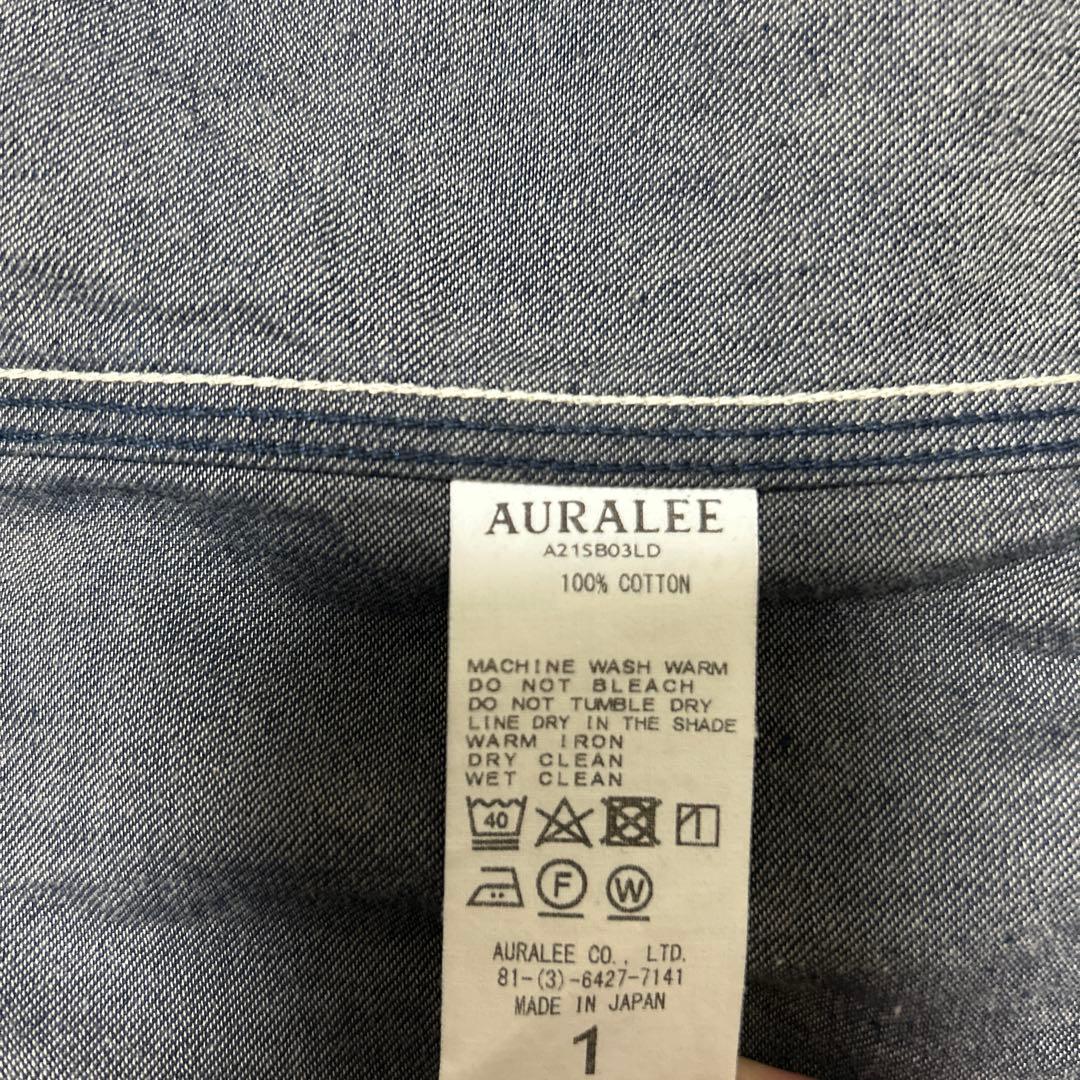 AURALEE
A21SB03LD
100% COTTON
MACHINE WASH WARM
DO NOT BLEACH
DO NOT TUMBLE DRY
LINE DRY IN THE SHADE
WARM IRON
DRY CLEAN
WET CLEAN
40
F W
AURALEE CO., LTD.
81-(3)-6427-7141
MADE IN JAPAN
1